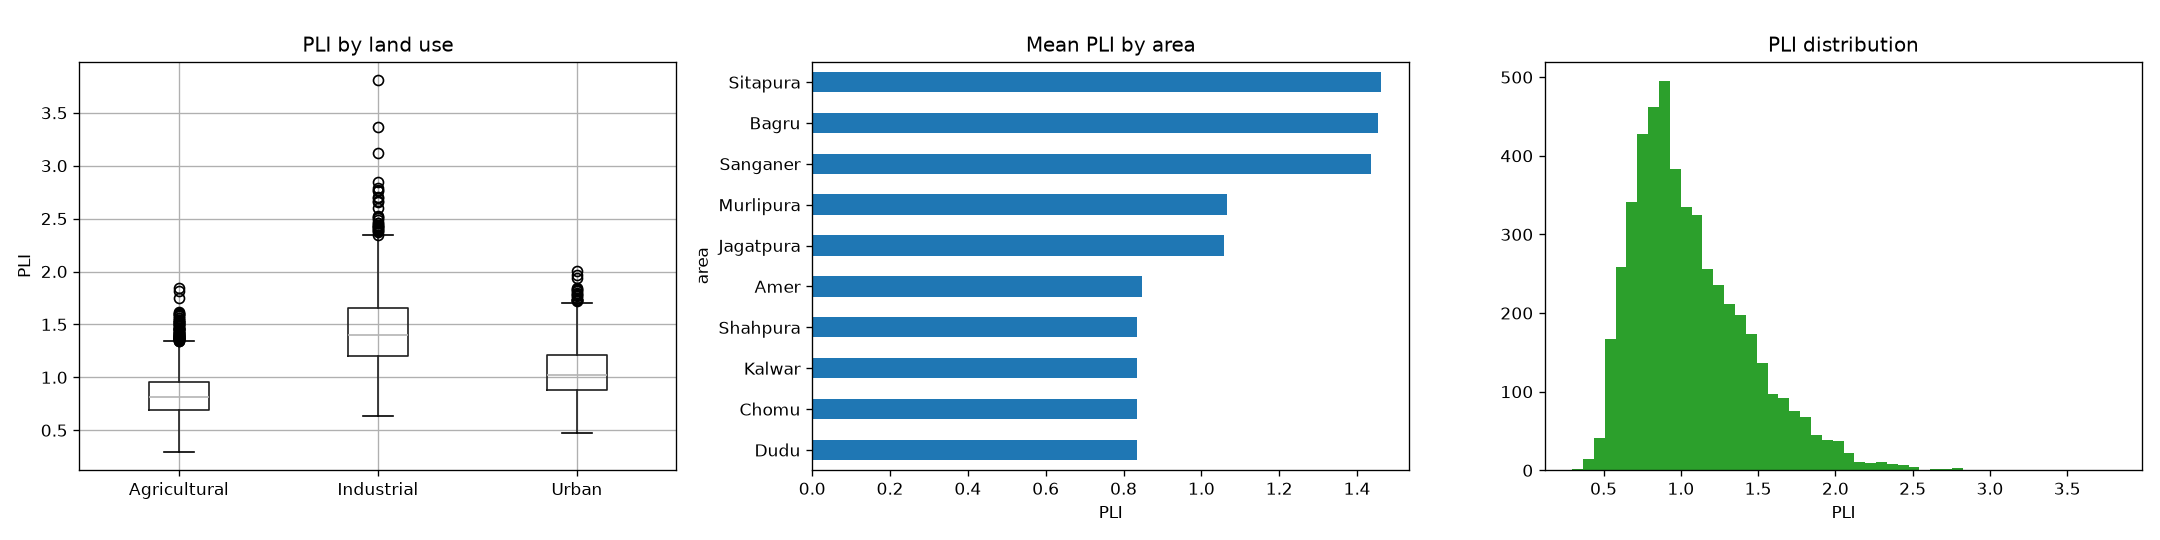 PLI by land use
PLI
3.5
3.0
2.5
2.0
1.5
1.0
0.5
Agricultural
Industrial
Urban
Mean PLI by area
area
Sitapura
Bagru
Sanganer
Murlipura
Jagatpura
Amer
Shahpura
Kalwar
Chomu
Dudu
0.0 0.2 0.4 0.6 0.8 1.0 1.2 1.4
PLI
PLI distribution
500
400
300
200
100
0
0.5 1.0 1.5 2.0 2.5 3.0 3.5
PLI